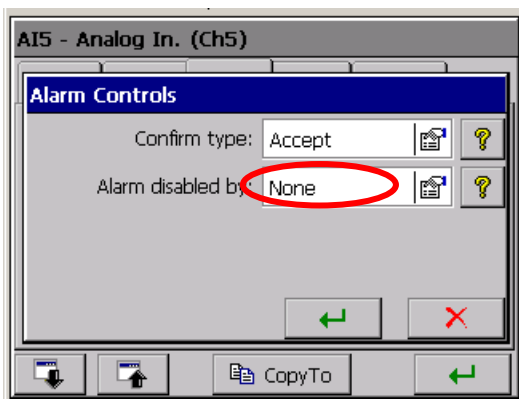 AI5 - Analog In. (Ch5)
Alarm Controls
Confirm type: Accept ?
Alarm disabled by: None ?
CopyTo